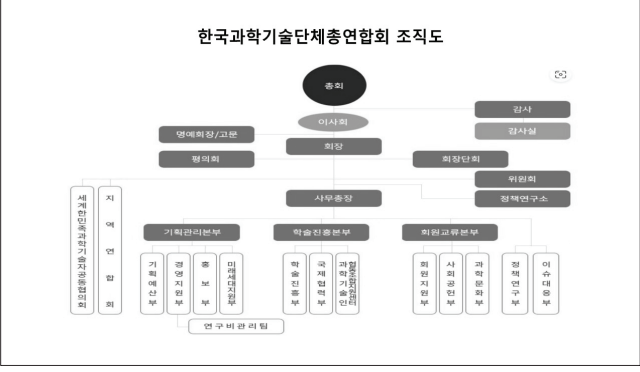 한국과학기술단체총연합회 조직도
총회
감사
이사회
감사실
명예회장/고문
회장
평의회
회장단회
위원회
사무총장
정책연구소
세계한민족과학기술자공동협의회
지역연합회
기획관리본부
학술진흥본부
회원교류본부
기획예산부
경영지원부
홍보부
미래세대지원부
학술진흥부
국제협력부
과학기술인
협동조합지원센터
회원지원부
사회공헌부
과학문화부
정책연구부
이슈대응부
연구비관리팀